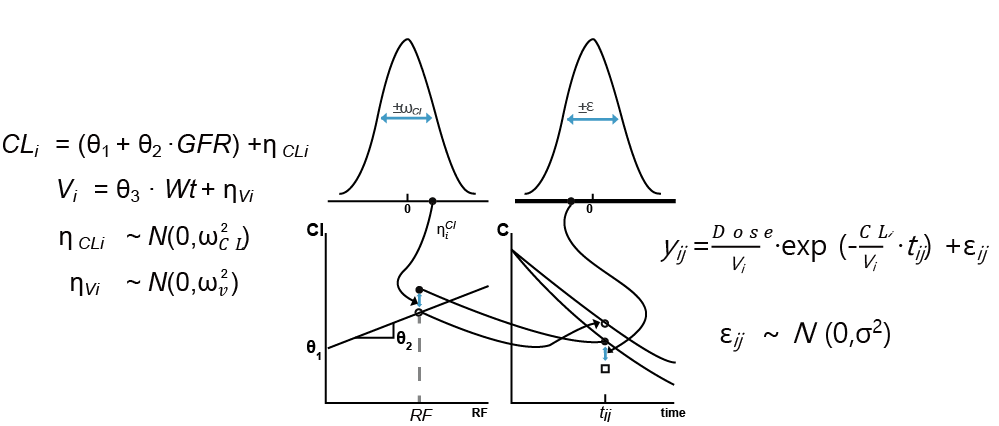 CLi = (θ1 + θ2 · GFR) + η CLi
Vi = θ3 · Wt + ηVi
η CLi ~ N(0,ω²CL)
ηVi ~ N(0,ω²v)
±ωCl
0
ηiCl
Cl
θ1
θ2
RF
RF
±ε
0
C
tij
time
yij = Dose/Vi · exp (- CLi/Vi · tij) + εij
εij ~ N (0,σ²)